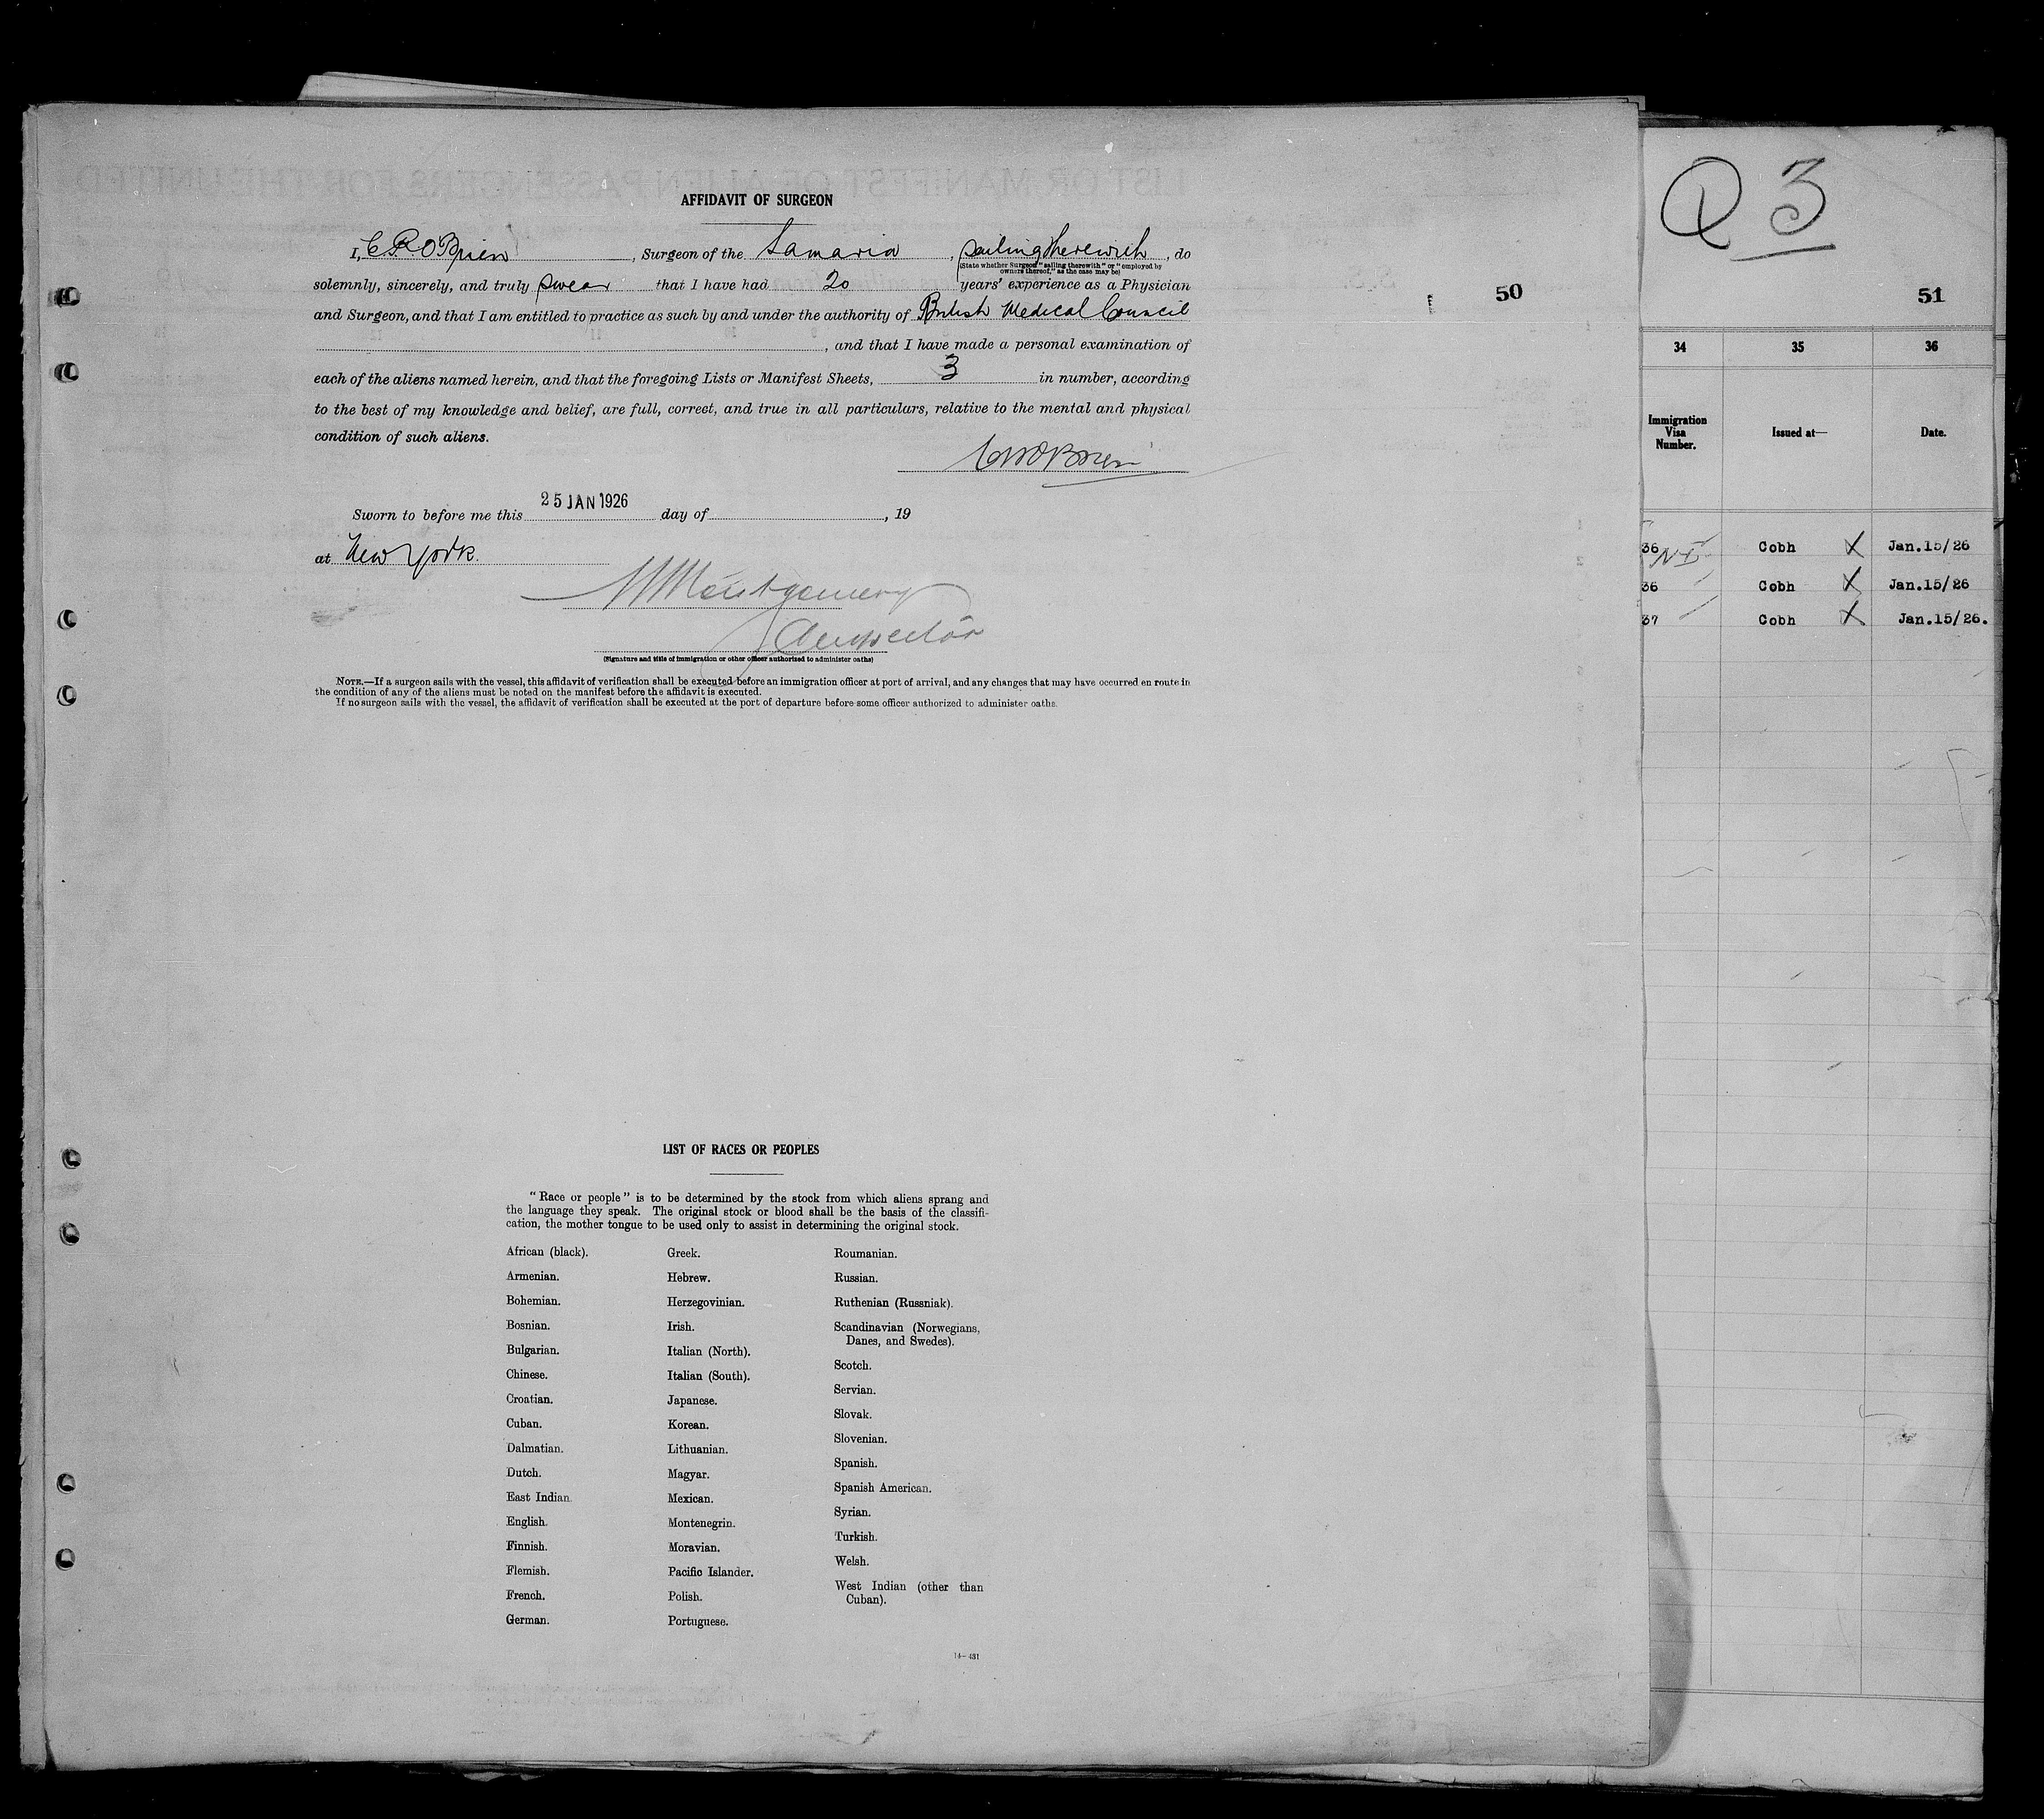 AFFIDAVIT OF SURGEON
I, C.R. O'Brien, Surgeon of the Samaria, sailing therewith, do
(State whether Surgeon "sailing therewith" or "employed by
owners thereof," as the case may be)
solemnly, sincerely, and truly swear that I have had 20 years' experience as a Physician
and Surgeon, and that I am entitled to practice as such by and under the authority of British Medical Council
, and that I have made a personal examination of
each of the aliens named herein, and that the foregoing Lists or Manifest Sheets, 3 in number, according
to the best of my knowledge and belief, are full, correct, and true in all particulars, relative to the mental and physical
condition of such aliens.
O'Brien
Sworn to before me this 25 JAN 1926 day of , 19
at New York.
Montgomery
Inspector
(Signature and title of immigration or other officer authorized to administer oaths)
NOTE.—If a surgeon sails with the vessel, this affidavit of verification shall be executed before an immigration officer at port of arrival, and any changes that may have occurred en route in
the condition of any of the aliens must be noted on the manifest before the affidavit is executed.
If no surgeon sails with the vessel, the affidavit of verification shall be executed at the port of departure before some officer authorized to administer oaths.
50
LIST OF RACES OR PEOPLES
"Race or people" is to be determined by the stock from which aliens sprang and
the language they speak. The original stock or blood shall be the basis of the classifi-
cation, the mother tongue to be used only to assist in determining the original stock.
African (black).
Armenian.
Bohemian.
Bosnian.
Bulgarian.
Chinese.
Croatian.
Cuban.
Dalmatian.
Dutch.
East Indian.
English.
Finnish.
Flemish.
French.
German.
Greek.
Hebrew.
Herzegovinian.
Irish.
Italian (North).
Italian (South).
Japanese.
Korean.
Lithuanian.
Magyar.
Mexican.
Montenegrin.
Moravian.
Pacific Islander.
Polish.
Portuguese.
Roumanian.
Russian.
Ruthenian (Russniak).
Scandinavian (Norwegians,
Danes, and Swedes).
Scotch.
Servian.
Slovak.
Slovenian.
Spanish.
Spanish American.
Syrian.
Turkish.
Welsh.
West Indian (other than
Cuban).
14-431
Q 3
51
34 35 36
Immigration
Visa
Number.
Issued at—
Date.
36 Cobh X Jan.15/26
36 Cobh X Jan.15/26
37 Cobh X Jan.15/26.